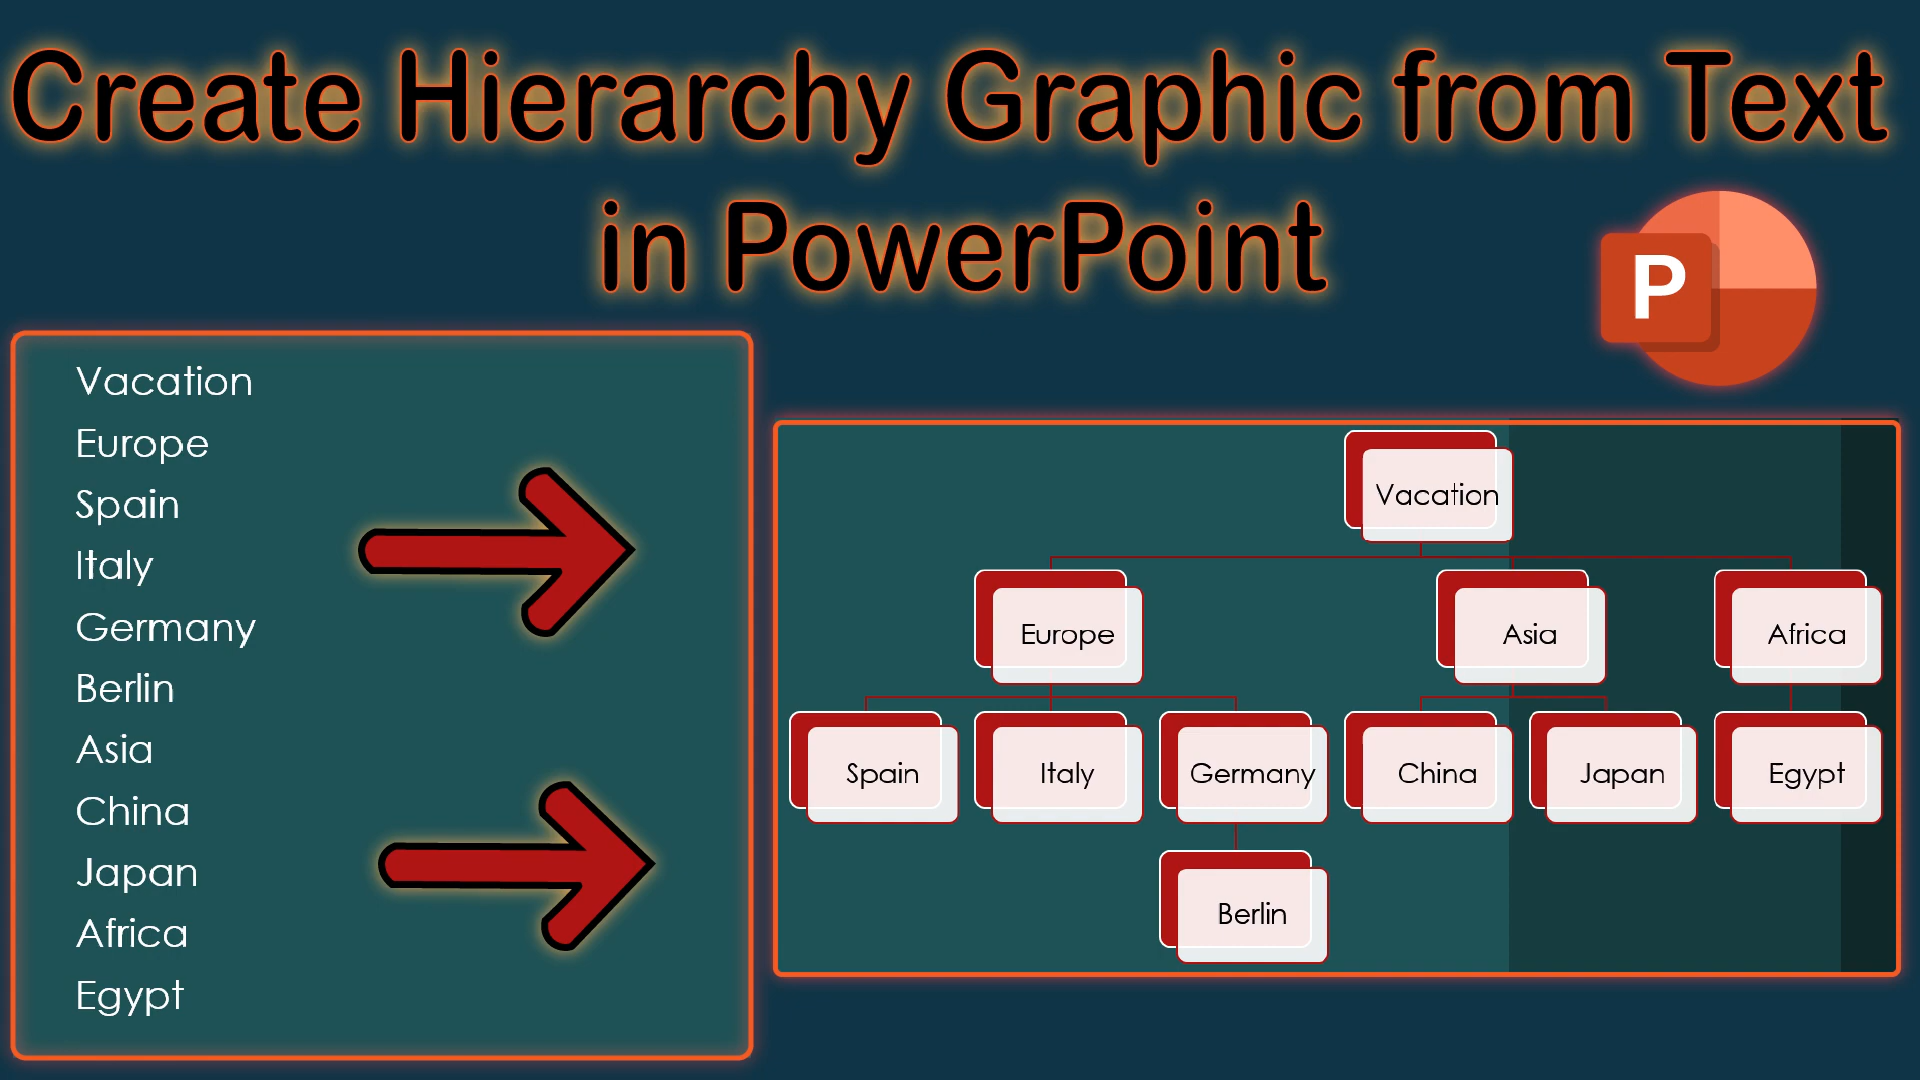 Create Hierarchy Graphic from Text
in PowerPoint
P
Vacation
Europe
Spain
Italy
Germany
Berlin
Asia
China
Japan
Africa
Egypt
Vacation
Europe
Asia
Africa
Spain
Italy
Germany
China
Japan
Egypt
Berlin